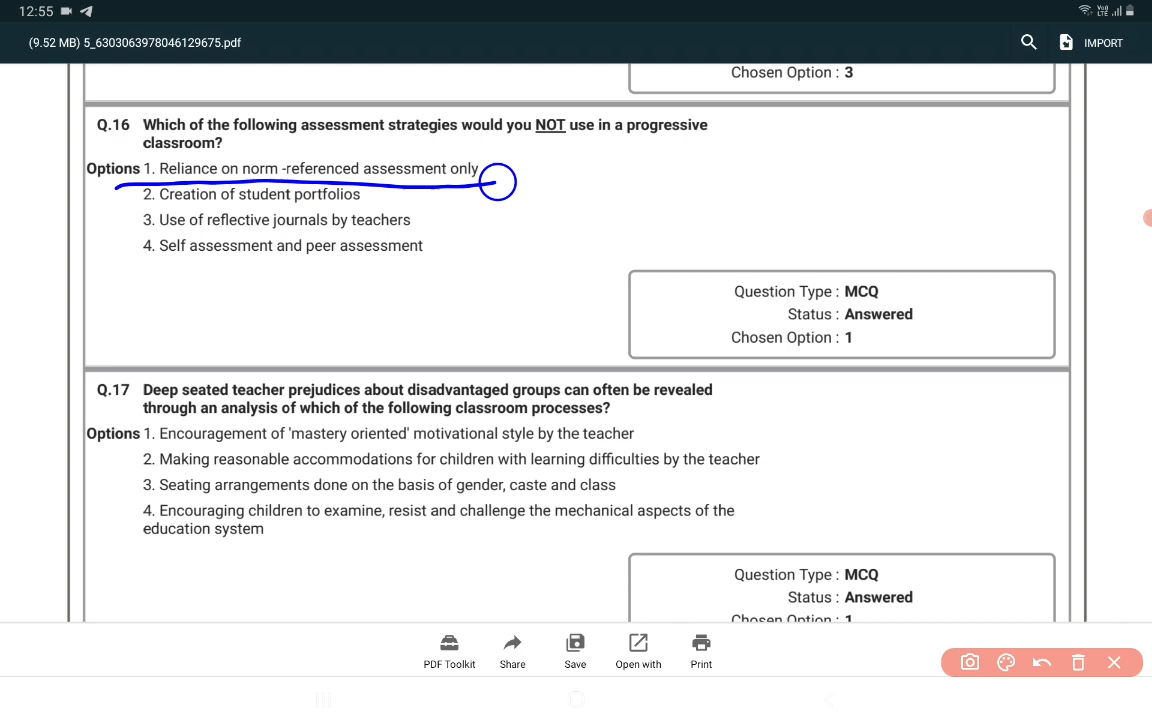 12:55
Vo)) LTE
(9.52 MB) 5_6303063978046129675.pdf
IMPORT
Chosen Option : 3
Q.16 Which of the following assessment strategies would you NOT use in a progressive
classroom?
Options 1. Reliance on norm -referenced assessment only
2. Creation of student portfolios
3. Use of reflective journals by teachers
4. Self assessment and peer assessment
Question Type : MCQ
Status : Answered
Chosen Option : 1
Q.17 Deep seated teacher prejudices about disadvantaged groups can often be revealed
through an analysis of which of the following classroom processes?
Options 1. Encouragement of 'mastery oriented' motivational style by the teacher
2. Making reasonable accommodations for children with learning difficulties by the teacher
3. Seating arrangements done on the basis of gender, caste and class
4. Encouraging children to examine, resist and challenge the mechanical aspects of the
education system
Question Type : MCQ
Status : Answered
Chosen Option : 1
PDF Toolkit
Share
Save
Open with
Print